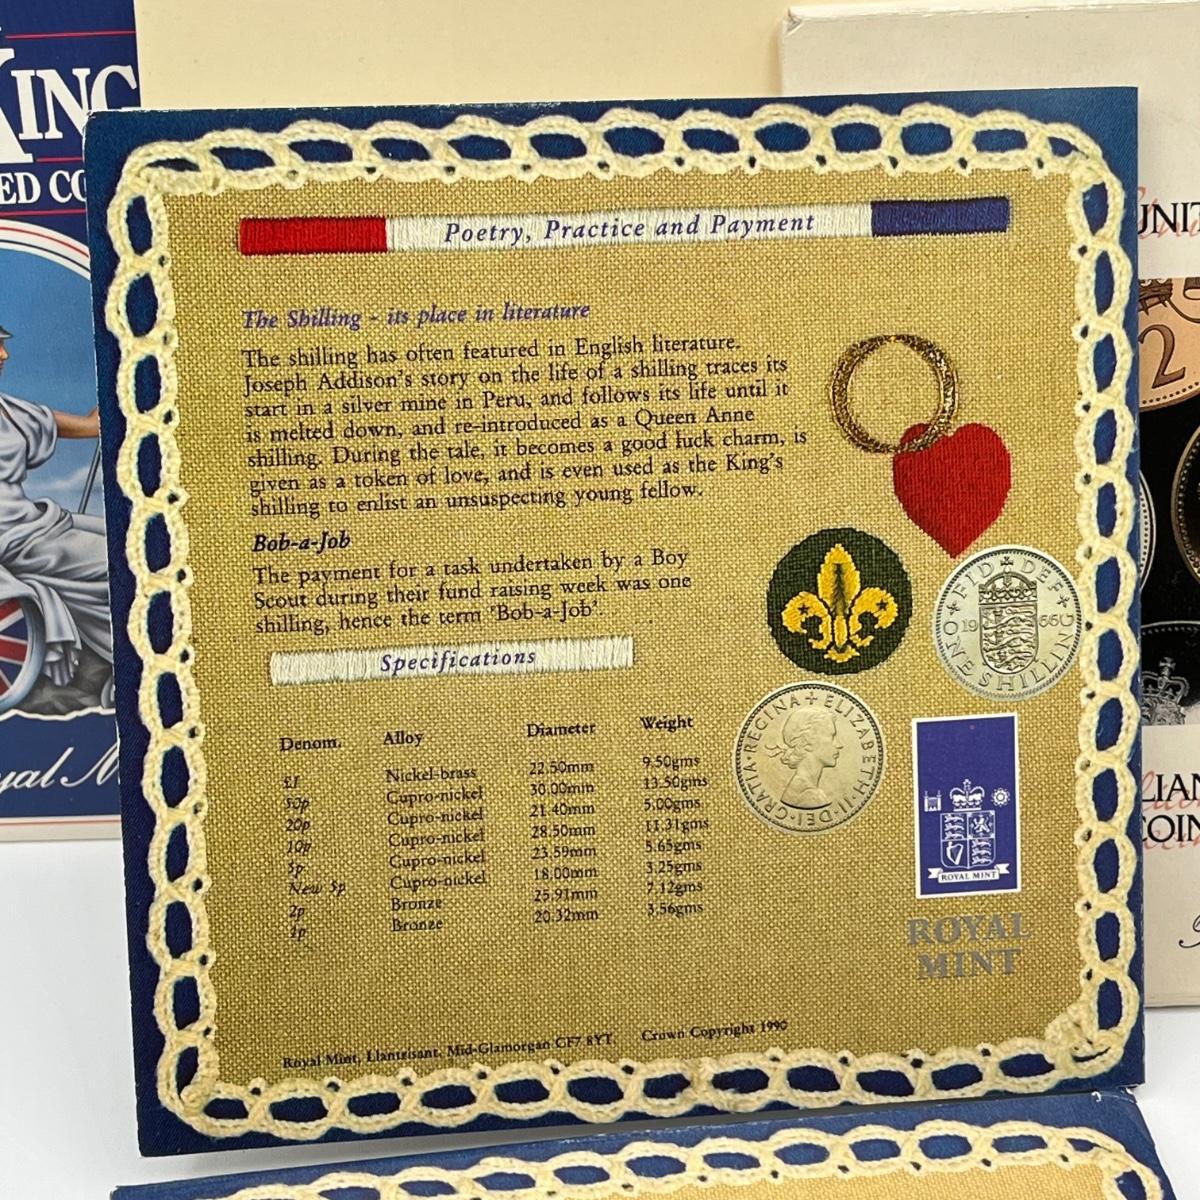 KING
ED CO
yal M
Poetry, Practice and Payment
The Shilling - its place in literature
The shilling has often featured in English literature.
Joseph Addison's story on the life of a shilling traces its
start in a silver mine in Peru, and follows its life until it
is melted down, and re-introduced as a Queen Anne
shilling. During the tale, it becomes a good luck charm, is
given as a token of love, and is even used as the King's
shilling to enlist an unsuspecting young fellow.
Bob-a-Job
The payment for a task undertaken by a Boy
Scout during their fund raising week was one
shilling, hence the term 'Bob-a-Job'.
Specifications
Denom. Alloy Diameter Weight
£1 Nickel-brass 22.50mm 9.50gms
50p Cupro-nickel 30.00mm 13.50gms
20p Cupro-nickel 21.40mm 5.00gms
10p Cupro-nickel 28.50mm 11.31gms
5p Cupro-nickel 23.59mm 5.65gms
New 5p Cupro-nickel 18.00mm 3.25gms
2p Bronze 25.91mm 7.12gms
1p Bronze 20.32mm 3.56gms
FID DEF
1966
ONE SHILLING
ELIZABETH·II·DEI·GRATIA·REGINA
ROYAL MINT
ROYAL
MINT
Royal Mint, Llantrisant, Mid-Glamorgan CF7 8YT. Crown Copyright 1990
UNIT
2
LIAN
COIN